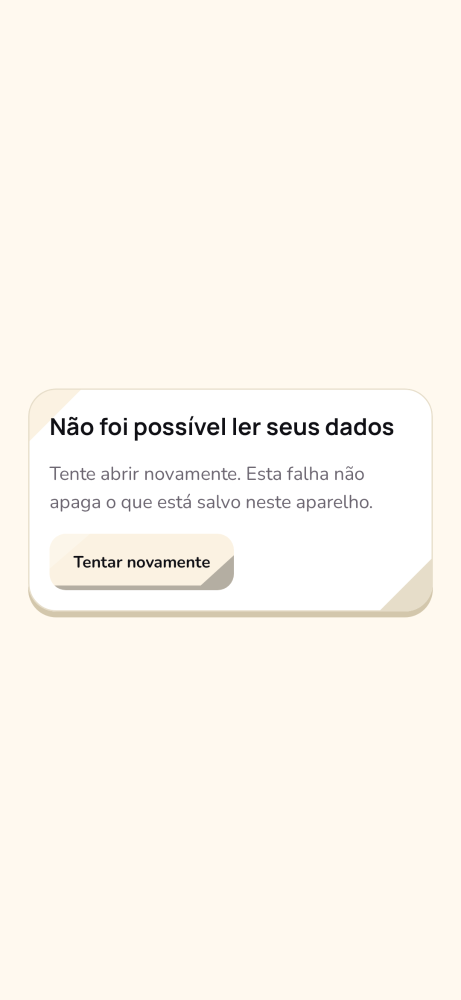 Não foi possível ler seus dados
Tente abrir novamente. Esta falha não
apaga o que está salvo neste aparelho.
Tentar novamente